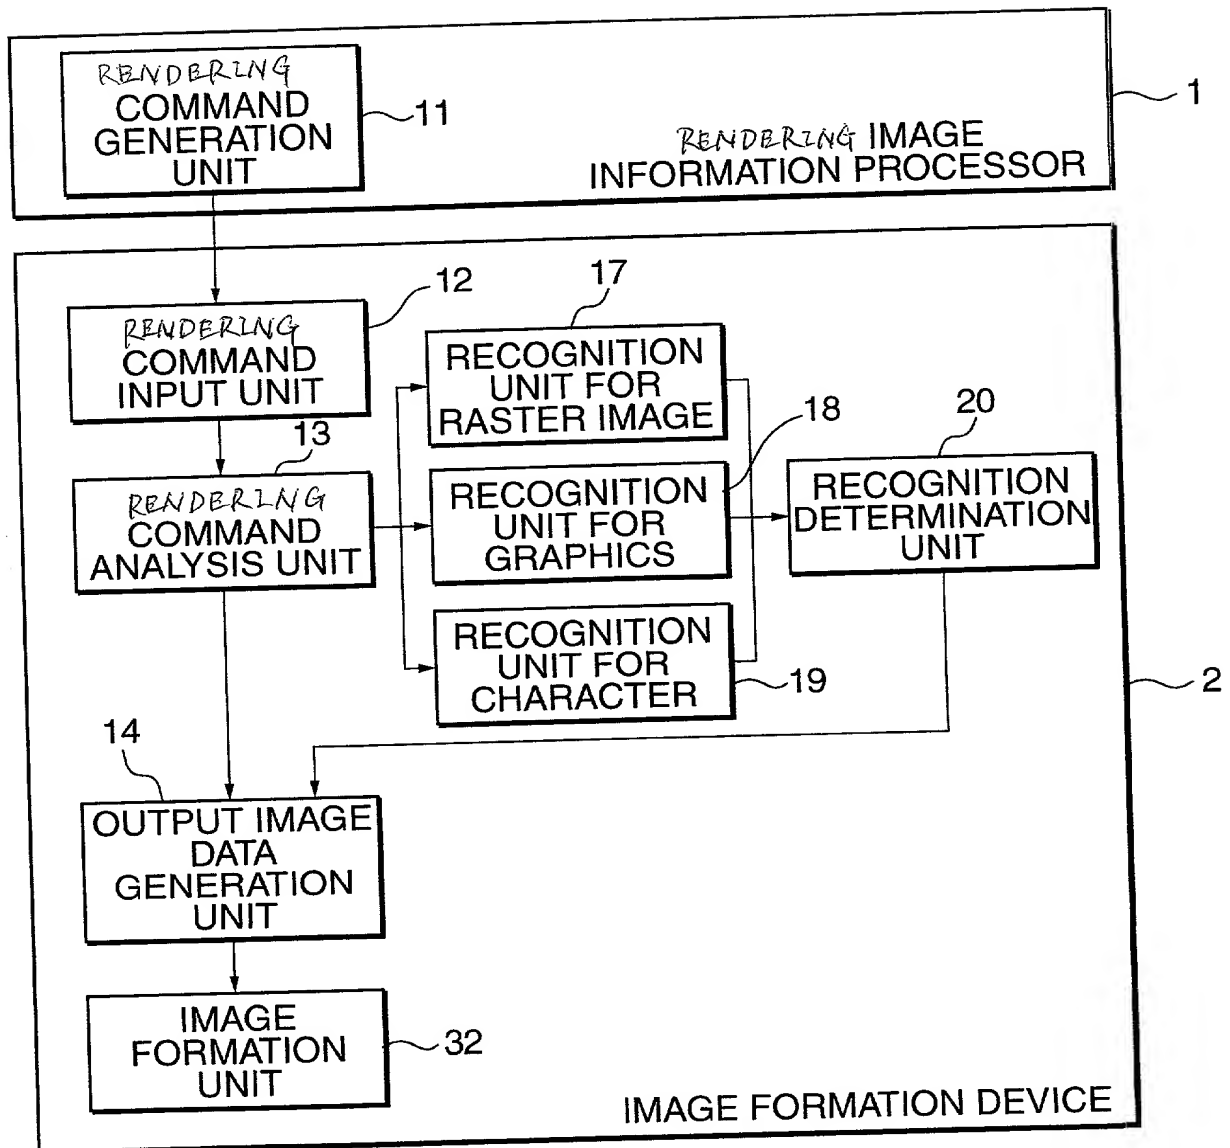 RENDERING
COMMAND
GENERATION
UNIT
11
1
RENDERING IMAGE
INFORMATION PROCESSOR
12
RENDERING
COMMAND
INPUT UNIT
17
RECOGNITION
UNIT FOR
RASTER IMAGE
13
RENDERING
COMMAND
ANALYSIS UNIT
18
RECOGNITION
UNIT FOR
GRAPHICS
20
RECOGNITION
DETERMINATION
UNIT
RECOGNITION
UNIT FOR
CHARACTER
19
2
14
OUTPUT IMAGE
DATA
GENERATION
UNIT
IMAGE
FORMATION
UNIT
32
IMAGE FORMATION DEVICE